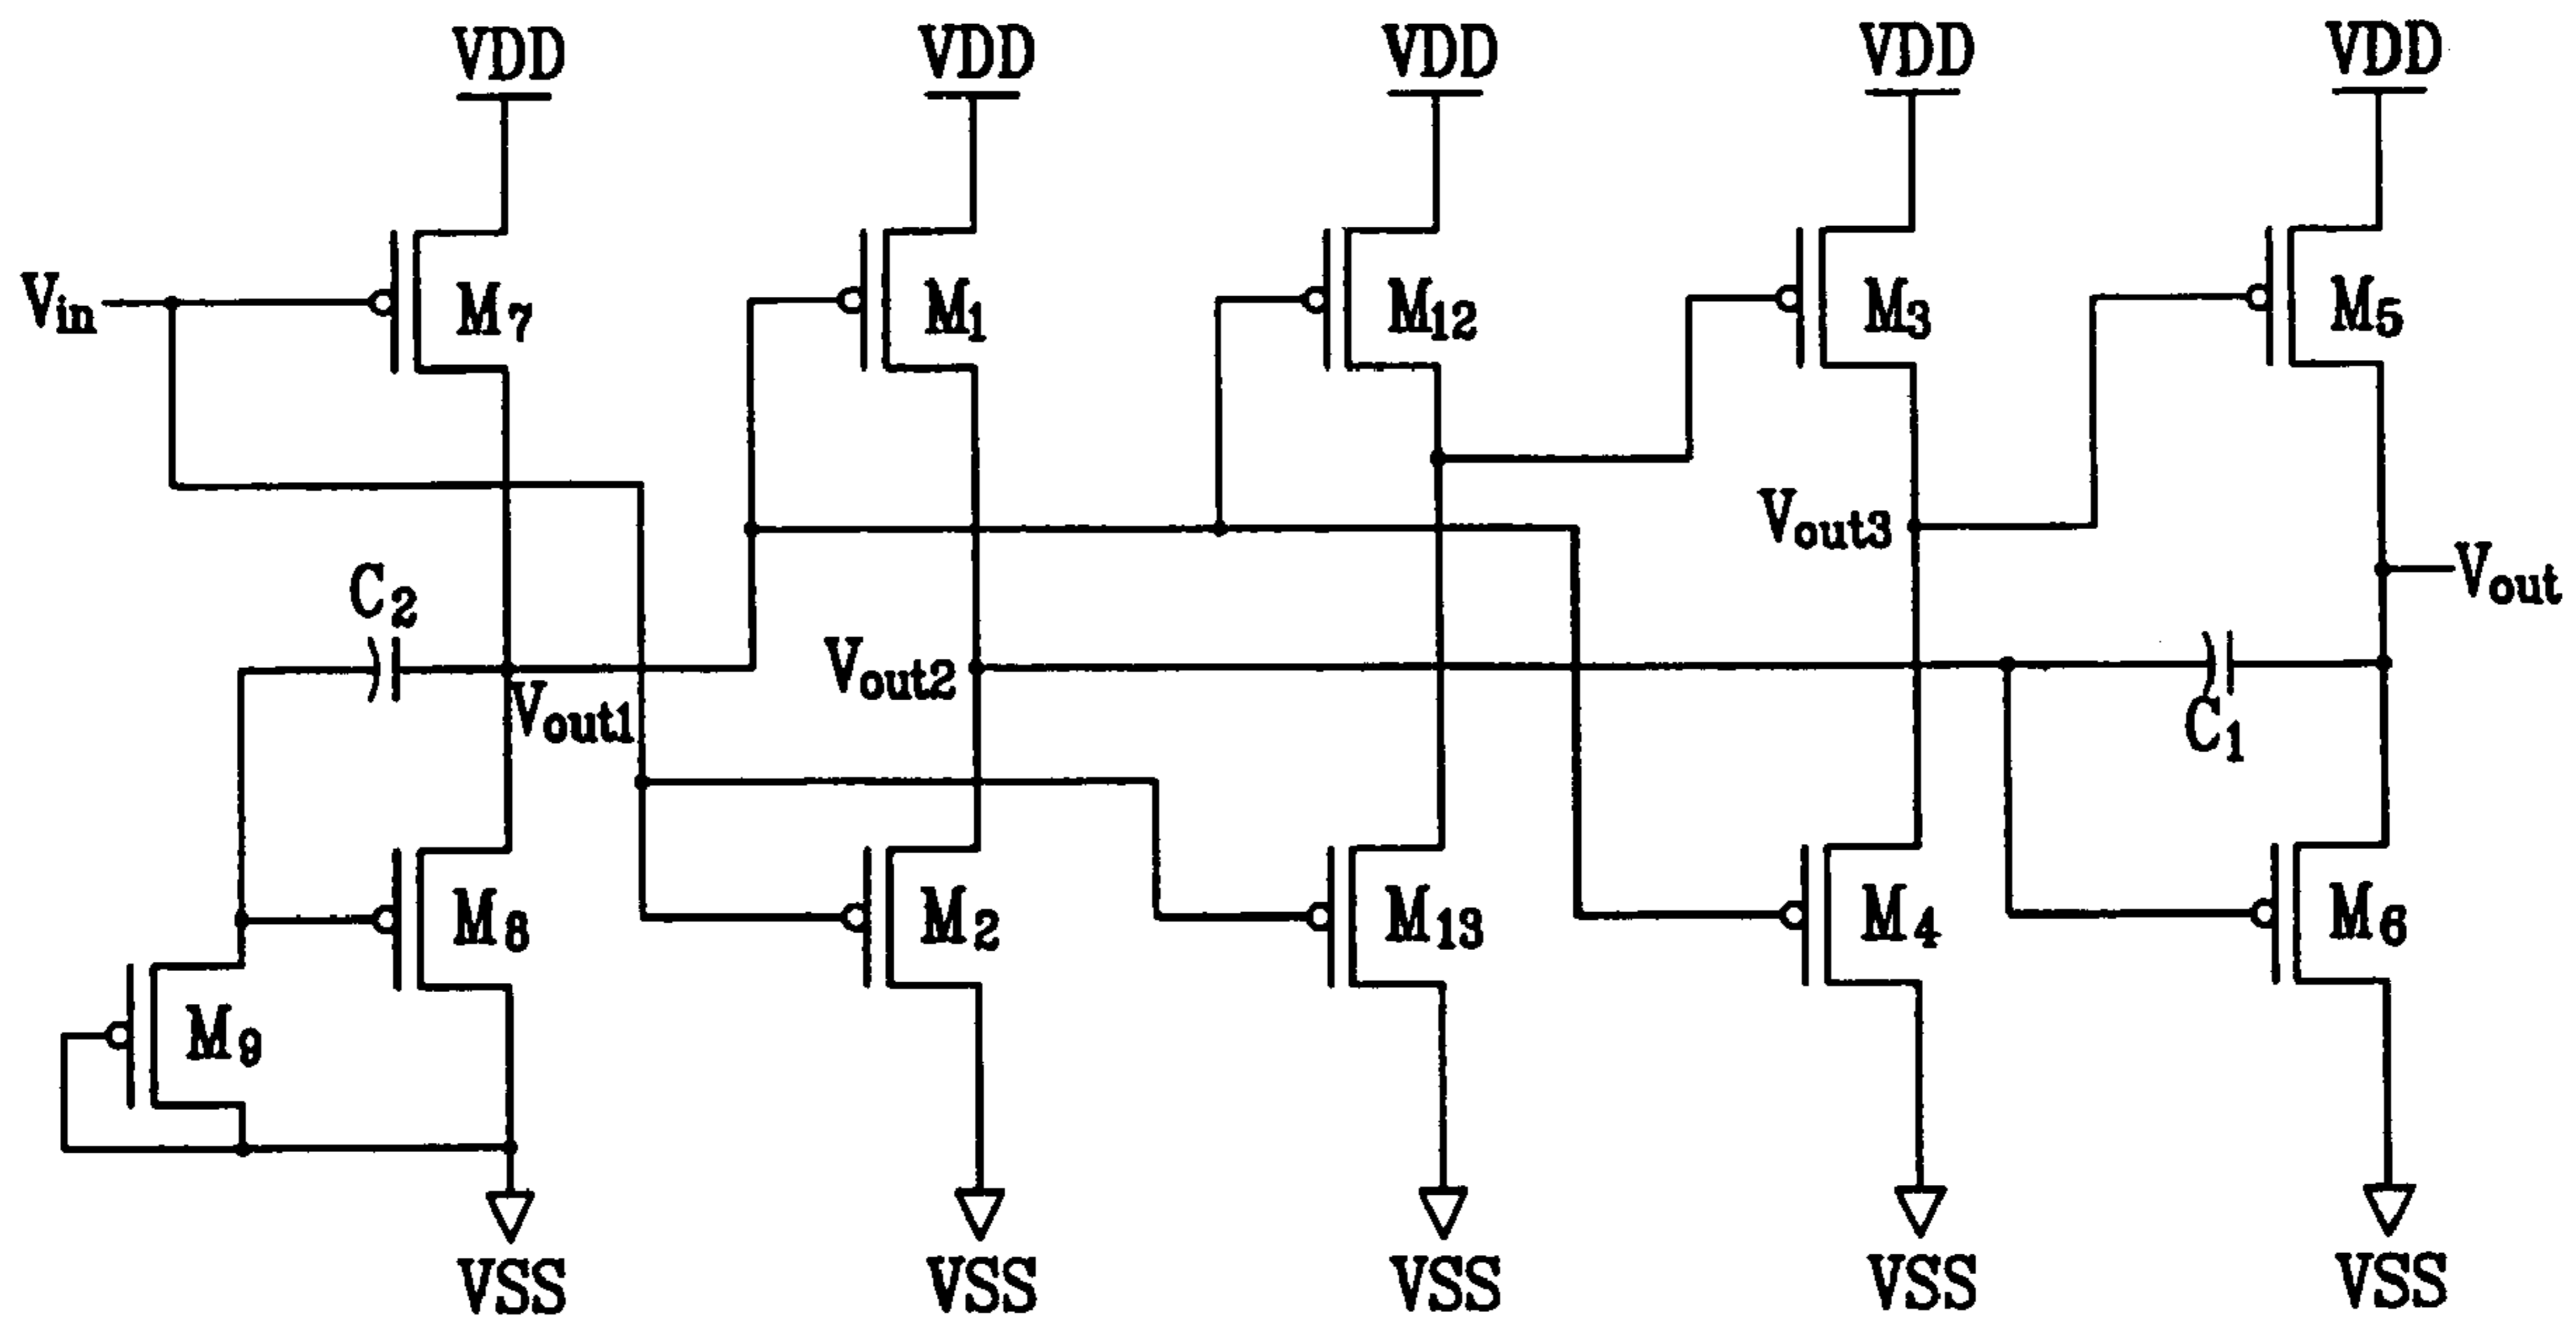 VDD VDD VDD VDD VDD
Vin M7 M1 M12 M3 M5
Vout3
Vout
C2
Vout2
Vout1
C1
M8 M2 M13 M4 M6
M9
VSS VSS VSS VSS VSS